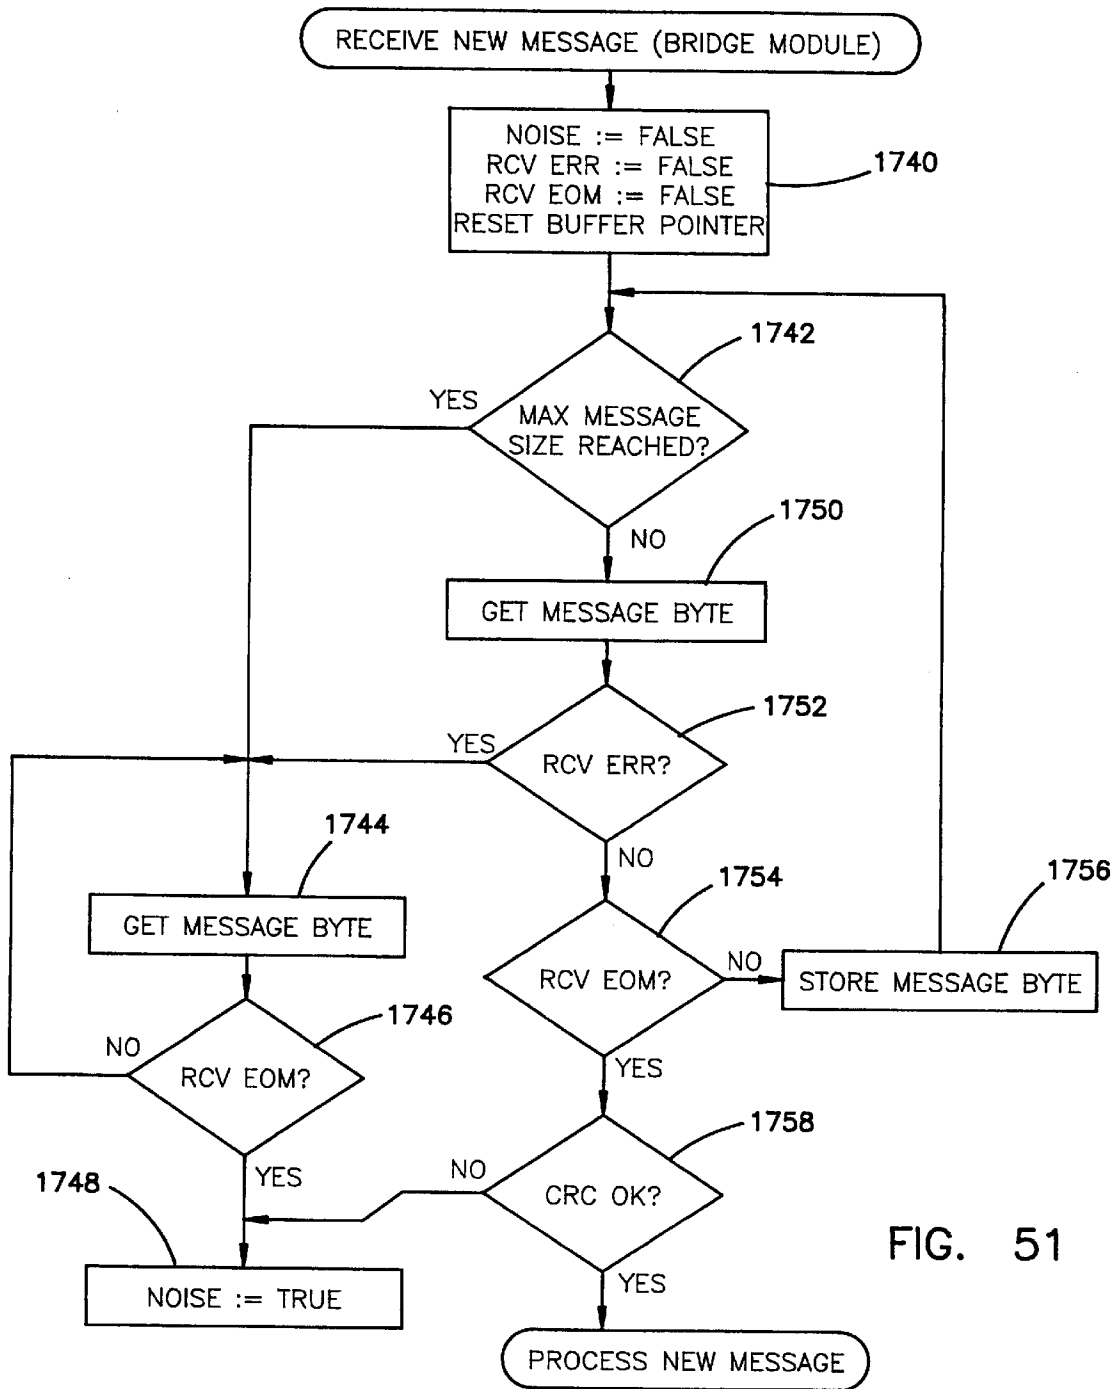 RECEIVE NEW MESSAGE (BRIDGE MODULE)
NOISE := FALSE
RCV ERR := FALSE
RCV EOM := FALSE
RESET BUFFER POINTER
1740
1742
YES
MAX MESSAGE
SIZE REACHED?
NO
1750
GET MESSAGE BYTE
1752
YES
RCV ERR?
NO
1744
GET MESSAGE BYTE
1754
RCV EOM?
NO
1756
STORE MESSAGE BYTE
YES
1746
NO
RCV EOM?
YES
1758
NO
CRC OK?
YES
1748
NOISE := TRUE
PROCESS NEW MESSAGE
FIG. 51